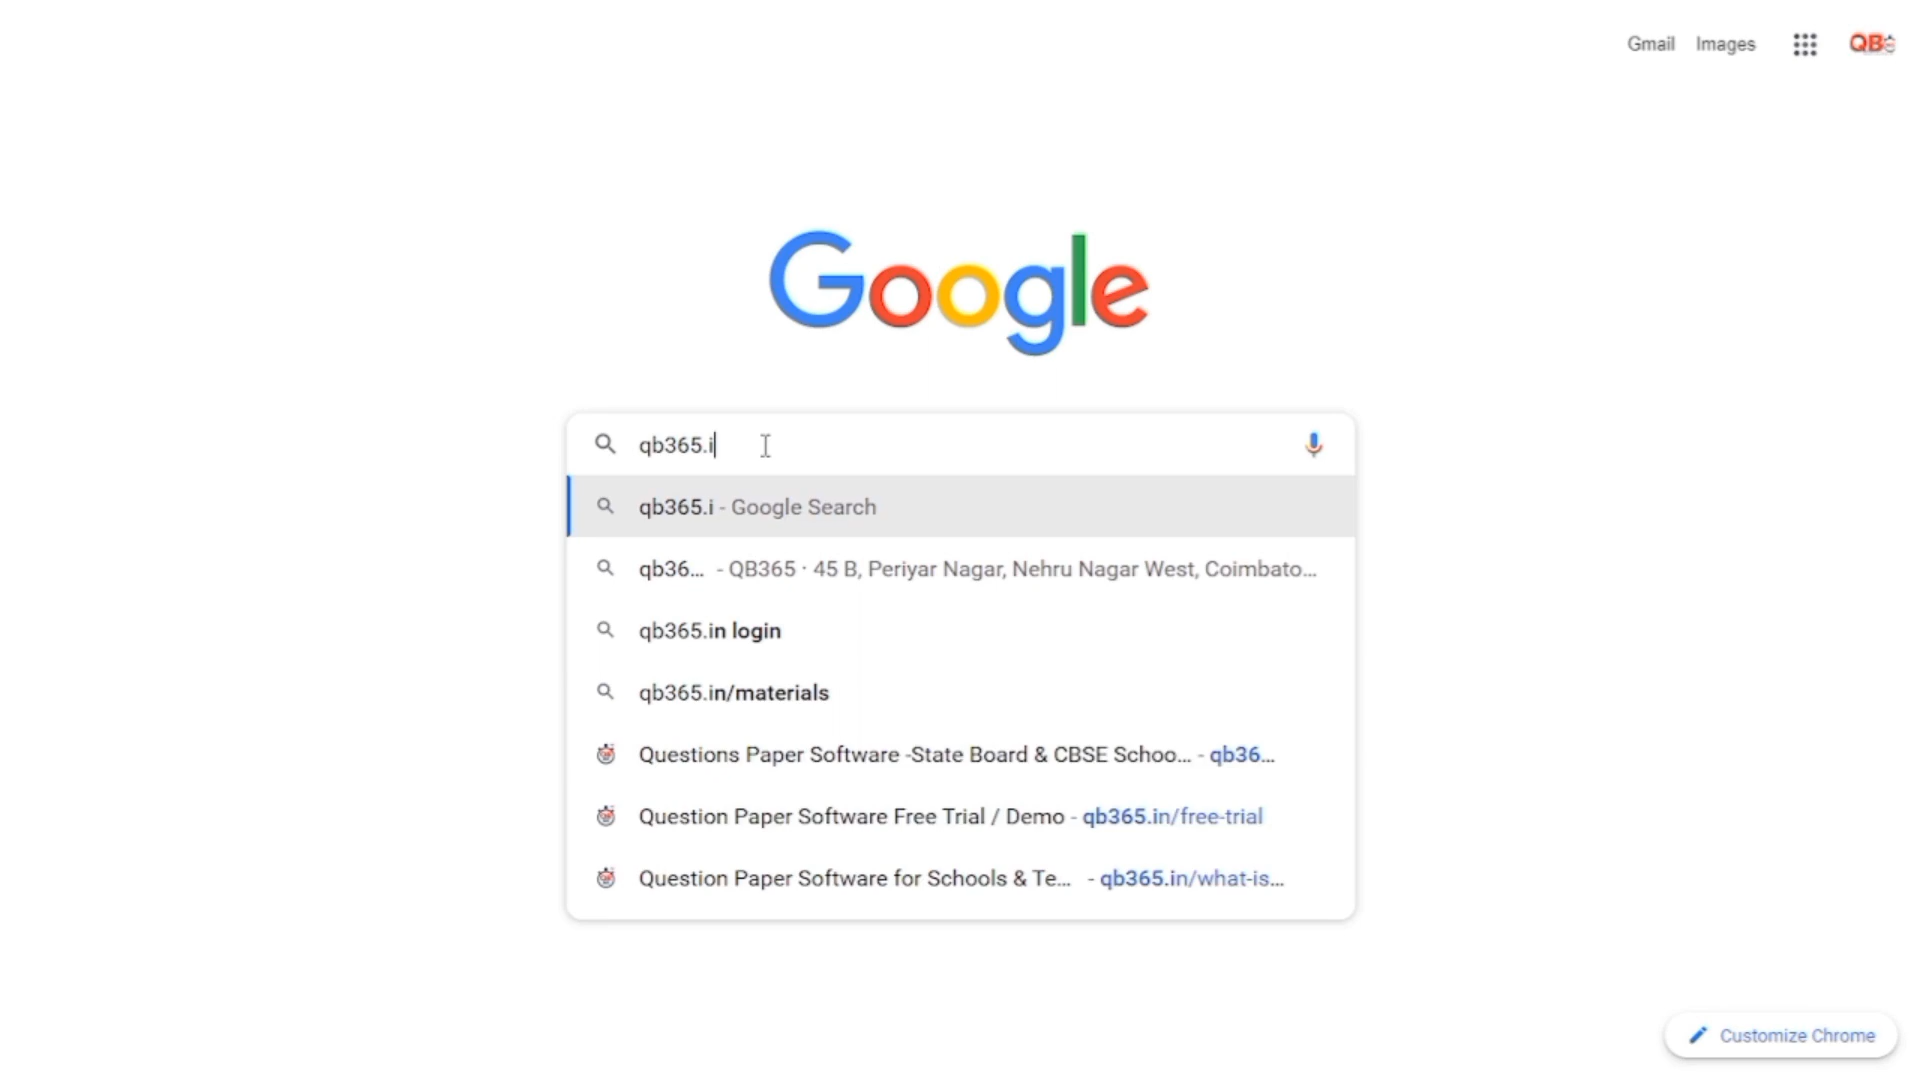 Gmail Images QB
Google
qb365.i
qb365.i - Google Search
qb36... - QB365 · 45 B, Periyar Nagar, Nehru Nagar West, Coimbato...
qb365.in login
qb365.in/materials
Questions Paper Software -State Board & CBSE Schoo... - qb36...
Question Paper Software Free Trial / Demo - qb365.in/free-trial
Question Paper Software for Schools & Te... - qb365.in/what-is...
Customize Chrome